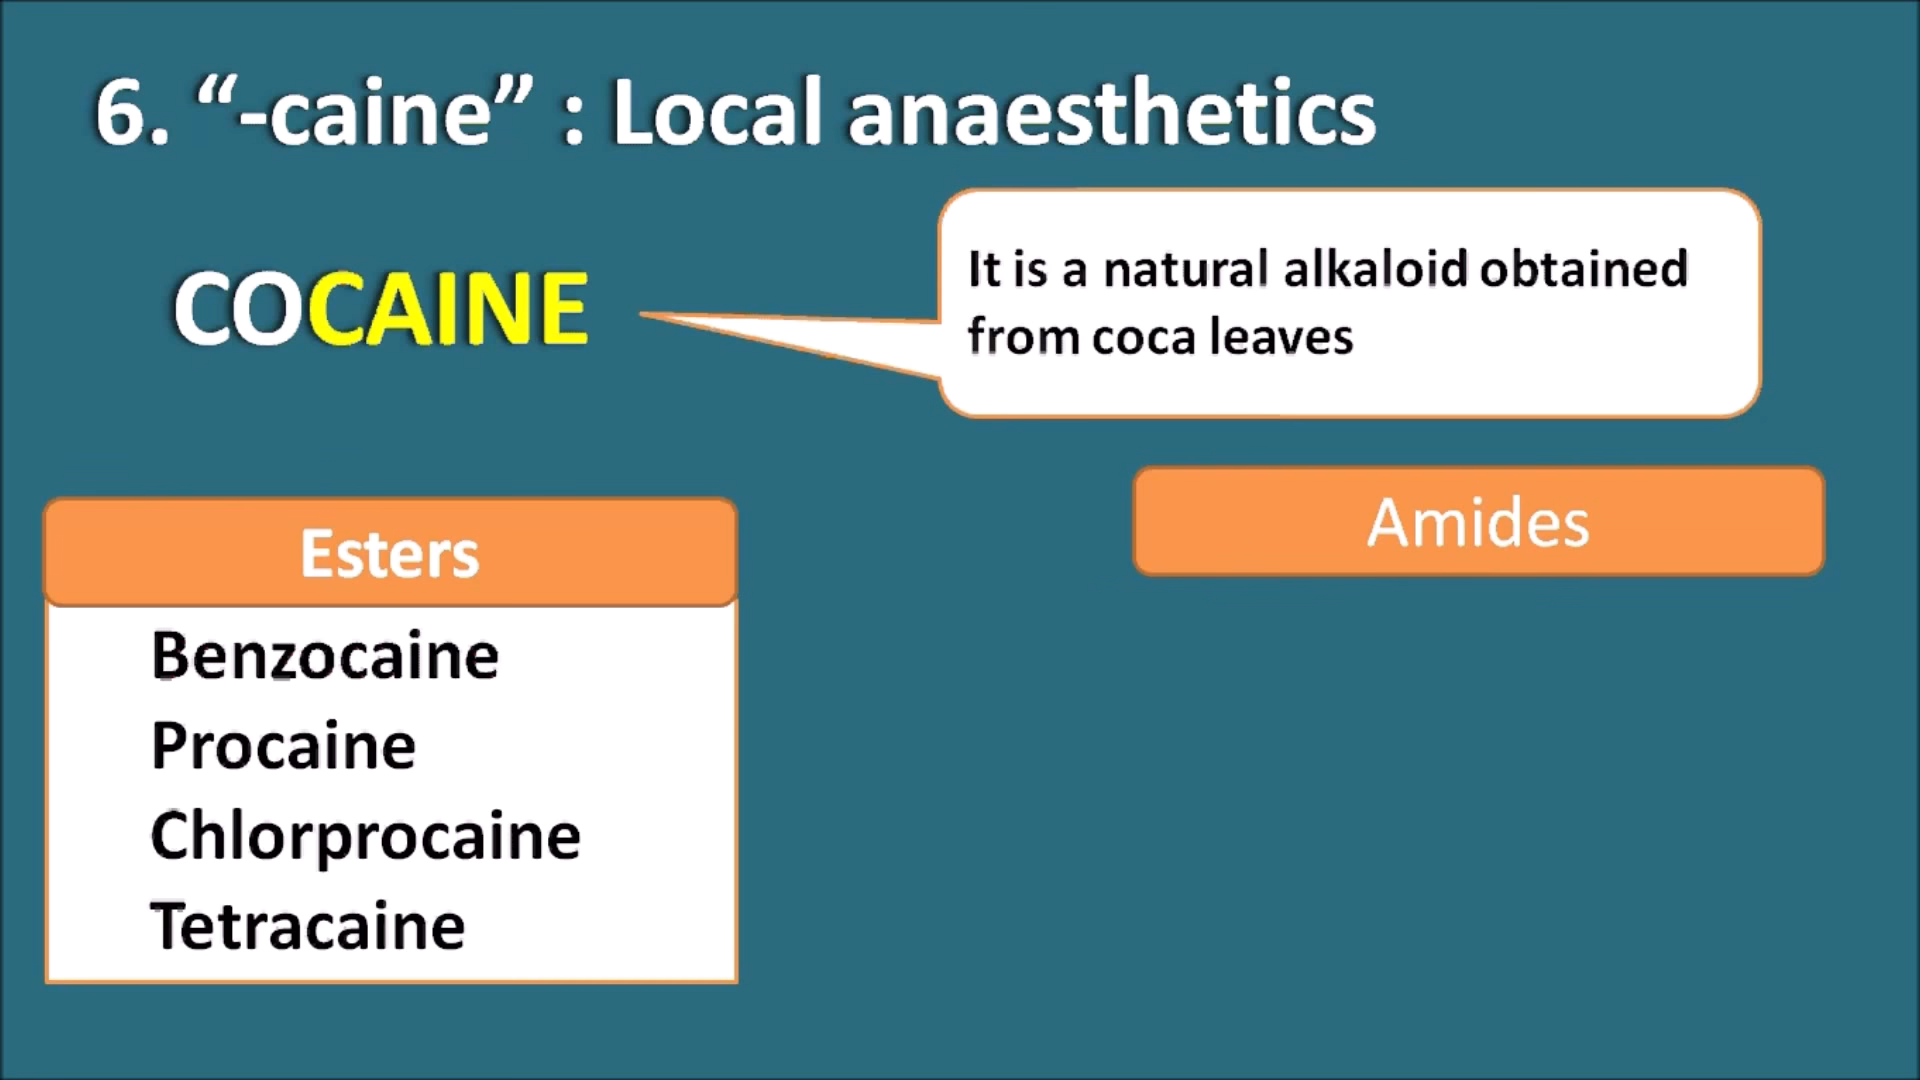 6. “-caine” : Local anaesthetics
COCAINE
It is a natural alkaloid obtained
from coca leaves
Esters
Benzocaine
Procaine
Chlorprocaine
Tetracaine
Amides